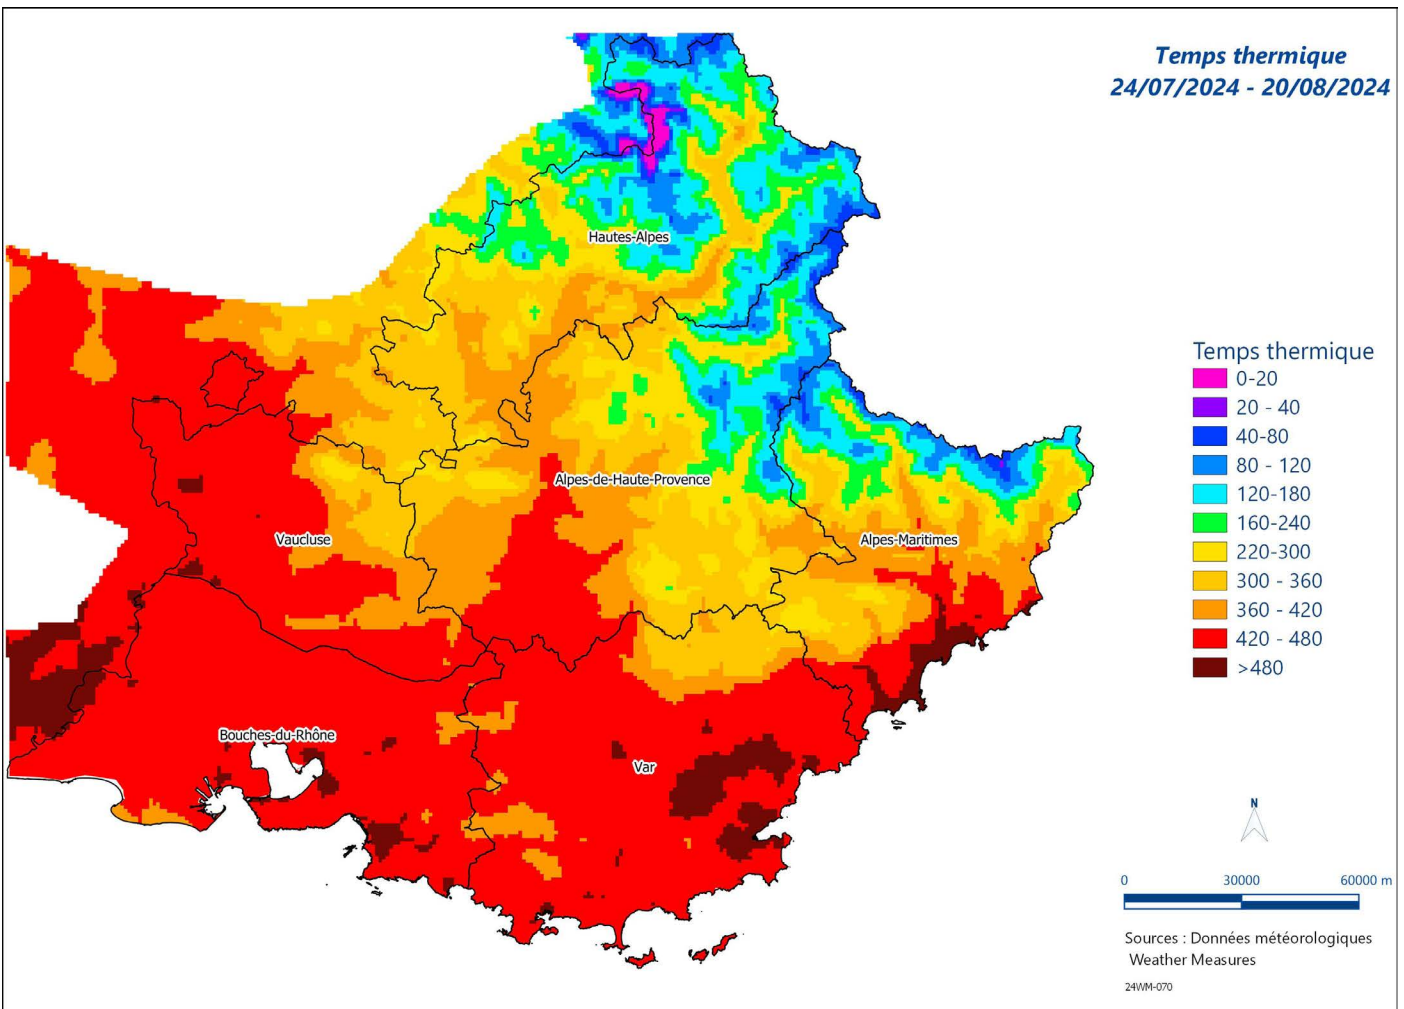 Temps thermique
24/07/2024 - 20/08/2024
Hautes-Alpes
Temps thermique
0-20
20 - 40
40-80
80 - 120
120-180
160-240
220-300
300 - 360
360 - 420
420 - 480
>480
Alpes-de-Haute-Provence
Vaucluse
Alpes-Maritimes
Bouches-du-Rhône
Var
N
0 30000 60000 m
Sources : Données météorologiques
Weather Measures
24WM-070